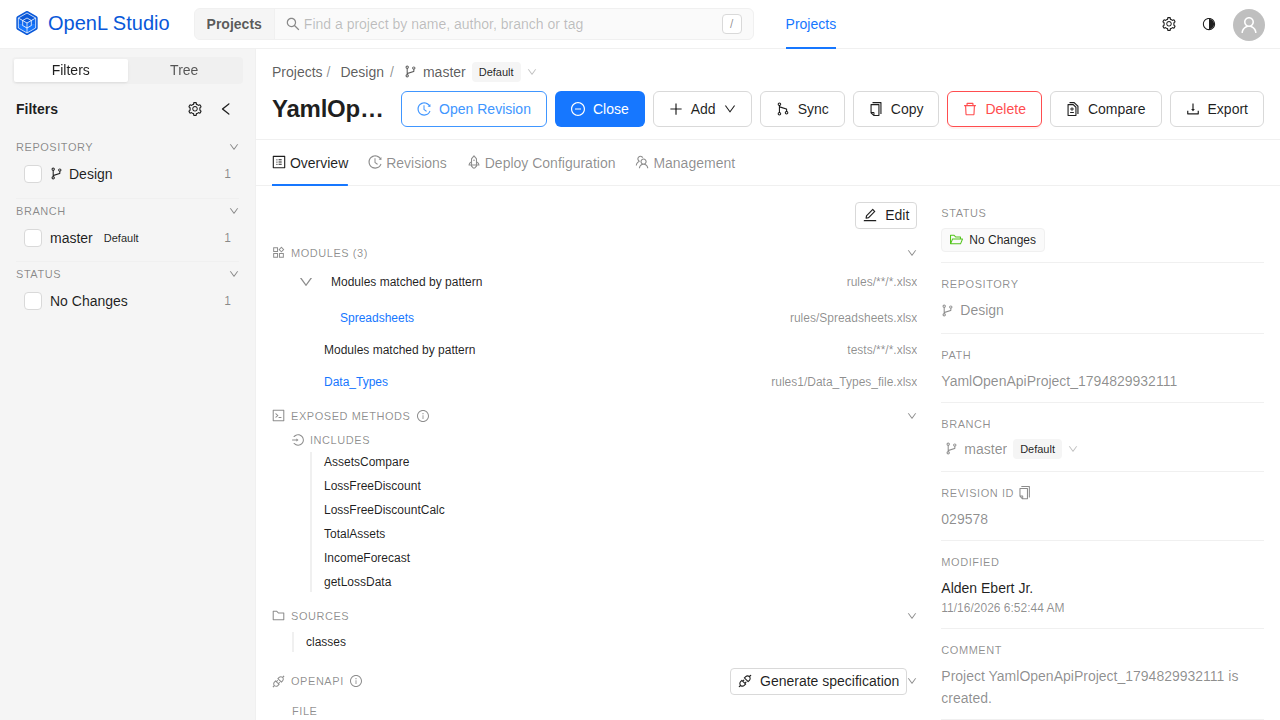 OpenL Studio
Projects
Find a project by name, author, branch or tag
/
Projects
Filters
Tree
Filters
REPOSITORY
Design
1
BRANCH
master Default
1
STATUS
No Changes
1
Projects / Design / master Default
YamlOp…
Open Revision
Close
Add
Sync
Copy
Delete
Compare
Export
Overview
Revisions
Deploy Configuration
Management
Edit
MODULES (3)
Modules matched by pattern
rules/**/*.xlsx
Spreadsheets
rules/Spreadsheets.xlsx
Modules matched by pattern
tests/**/*.xlsx
Data_Types
rules1/Data_Types_file.xlsx
EXPOSED METHODS
INCLUDES
AssetsCompare
LossFreeDiscount
LossFreeDiscountCalc
TotalAssets
IncomeForecast
getLossData
SOURCES
classes
OPENAPI
Generate specification
FILE
STATUS
No Changes
REPOSITORY
Design
PATH
YamlOpenApiProject_1794829932111
BRANCH
master Default
REVISION ID
029578
MODIFIED
Alden Ebert Jr.
11/16/2026 6:52:44 AM
COMMENT
Project YamlOpenApiProject_1794829932111 is
created.